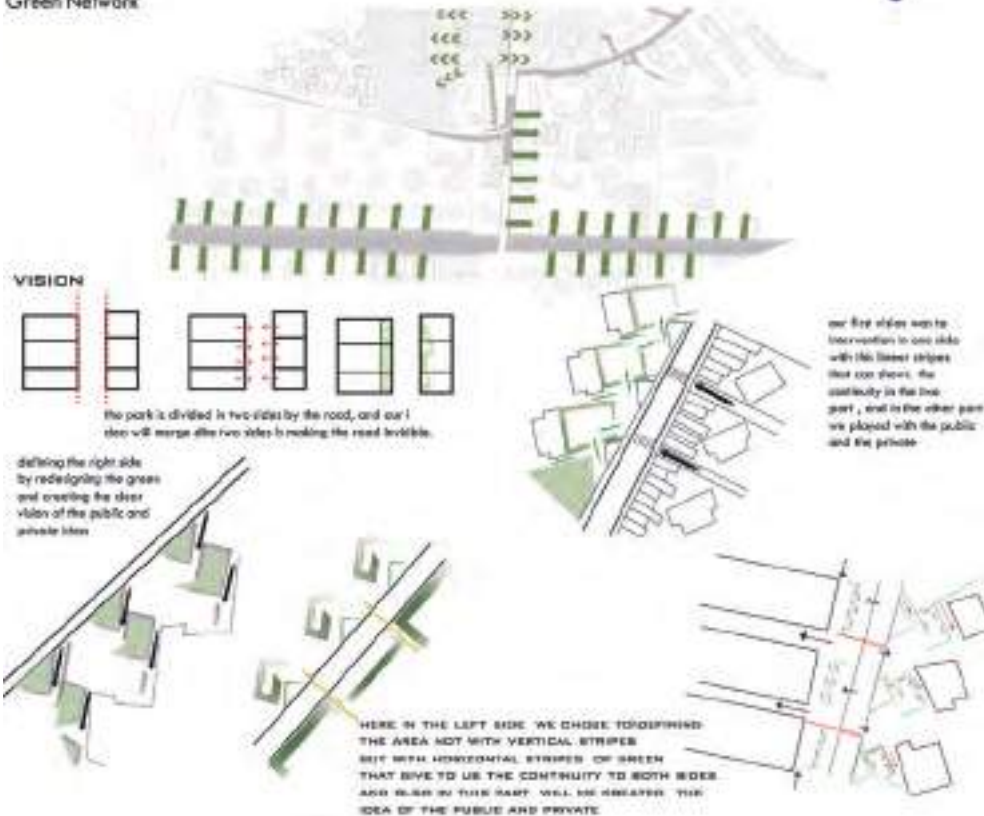 Green Network
VISION
the park is divided in two sides by the road, and our i
dea will merge the two sides making the road invisible.
our first vision was to
intervention in one side
with this linear stripes
that can shows the
continuity in the two
part , and in the other part
we played with the public
and the private
defining the right side
by redesigning the green
and creating the clear
vision of the public and
private idea
HERE IN THE LEFT SIDE WE CHOSE TO DEFINING
THE AREA NOT WITH VERTICAL STRIPES
BUT WITH HORIZONTAL STRIPES OF GREEN
THAT GIVE TO US THE CONTINUITY TO BOTH SIDES
AND ALSO IN THIS PART WILL BE CREATED THE
IDEA OF THE PUBLIC AND PRIVATE